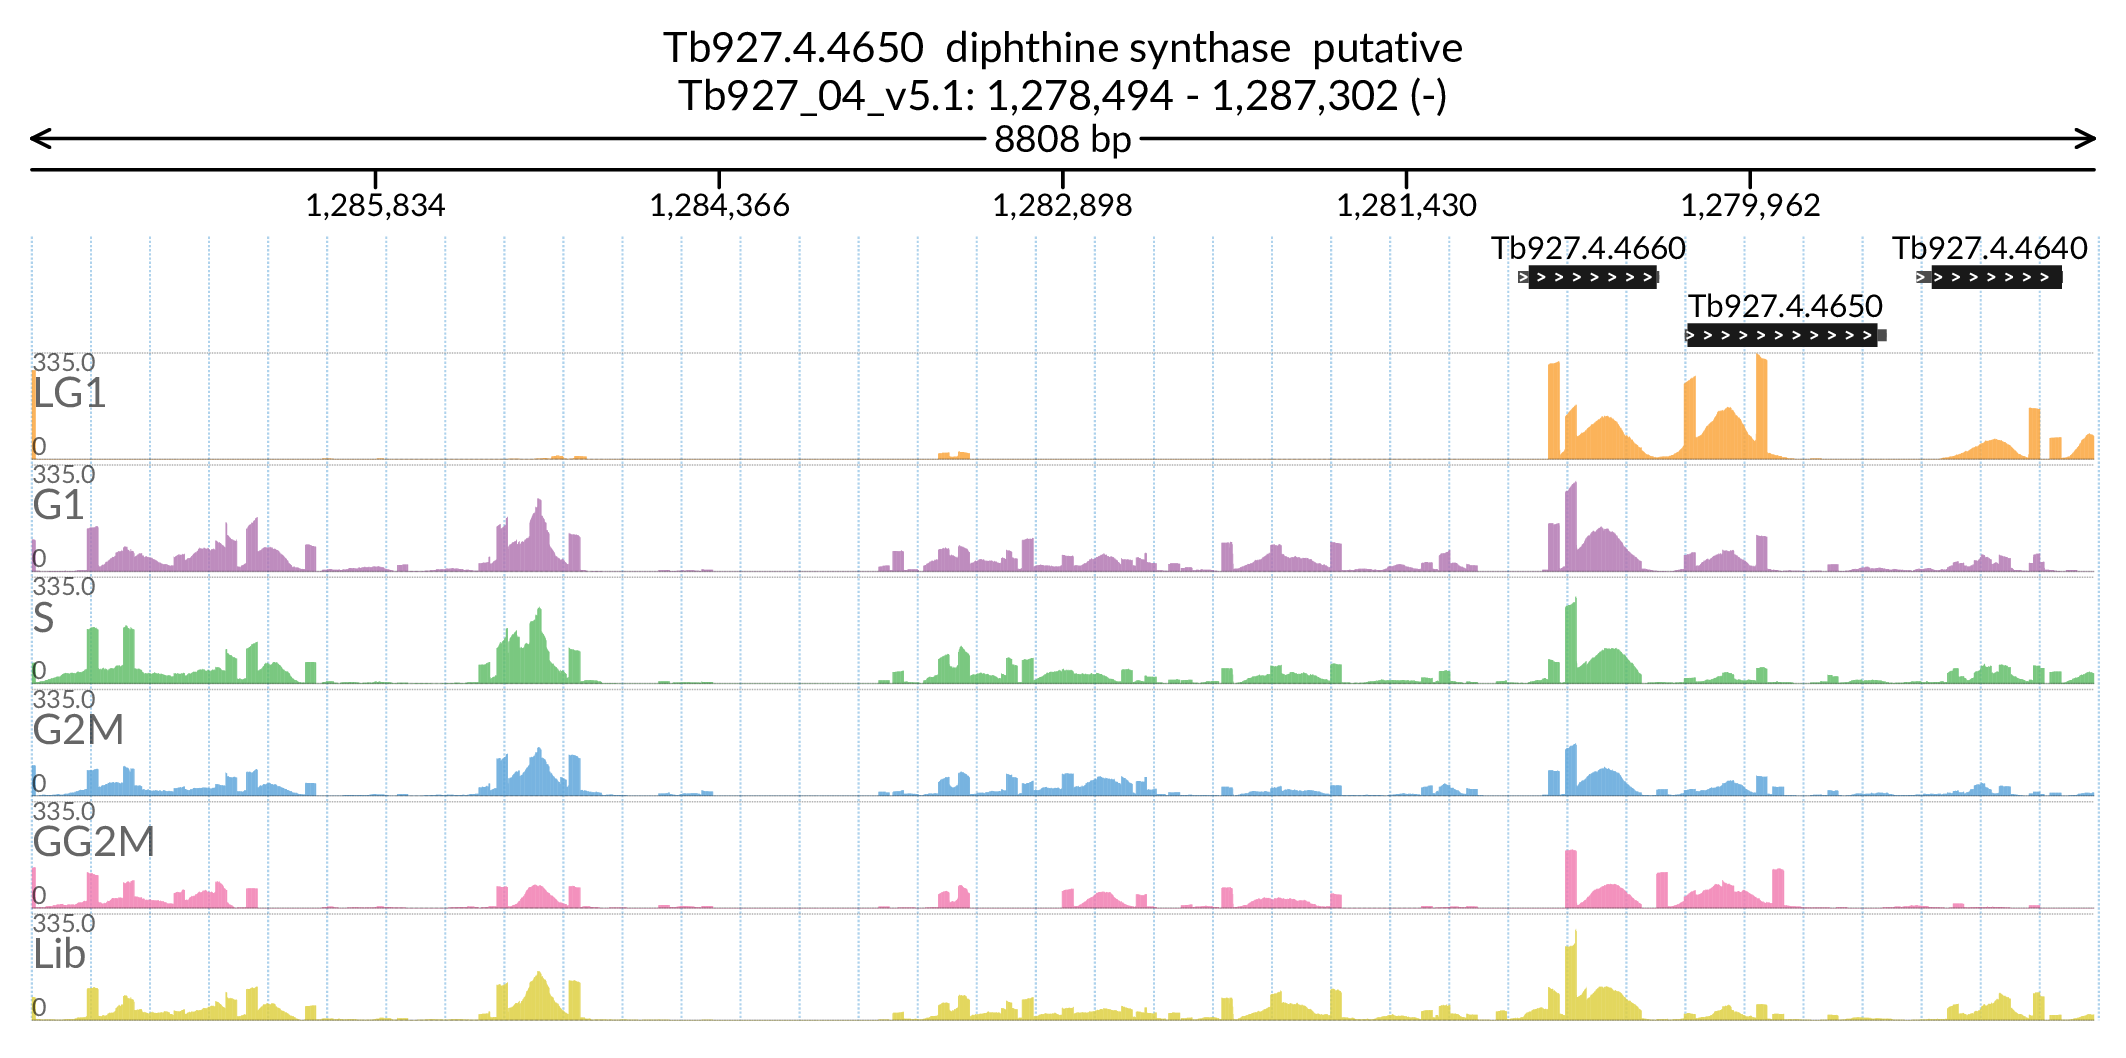 Tb927.4.4650 diphthine synthase putative
Tb927_04_v5.1: 1,278,494 - 1,287,302 (-)
8808 bp
1,285,834 1,284,366 1,282,898 1,281,430 1,279,962
Tb927.4.4660 Tb927.4.4640
Tb927.4.4650
335.0
LG1
0
335.0
G1
0
335.0
S
0
335.0
G2M
0
335.0
GG2M
0
335.0
Lib
0